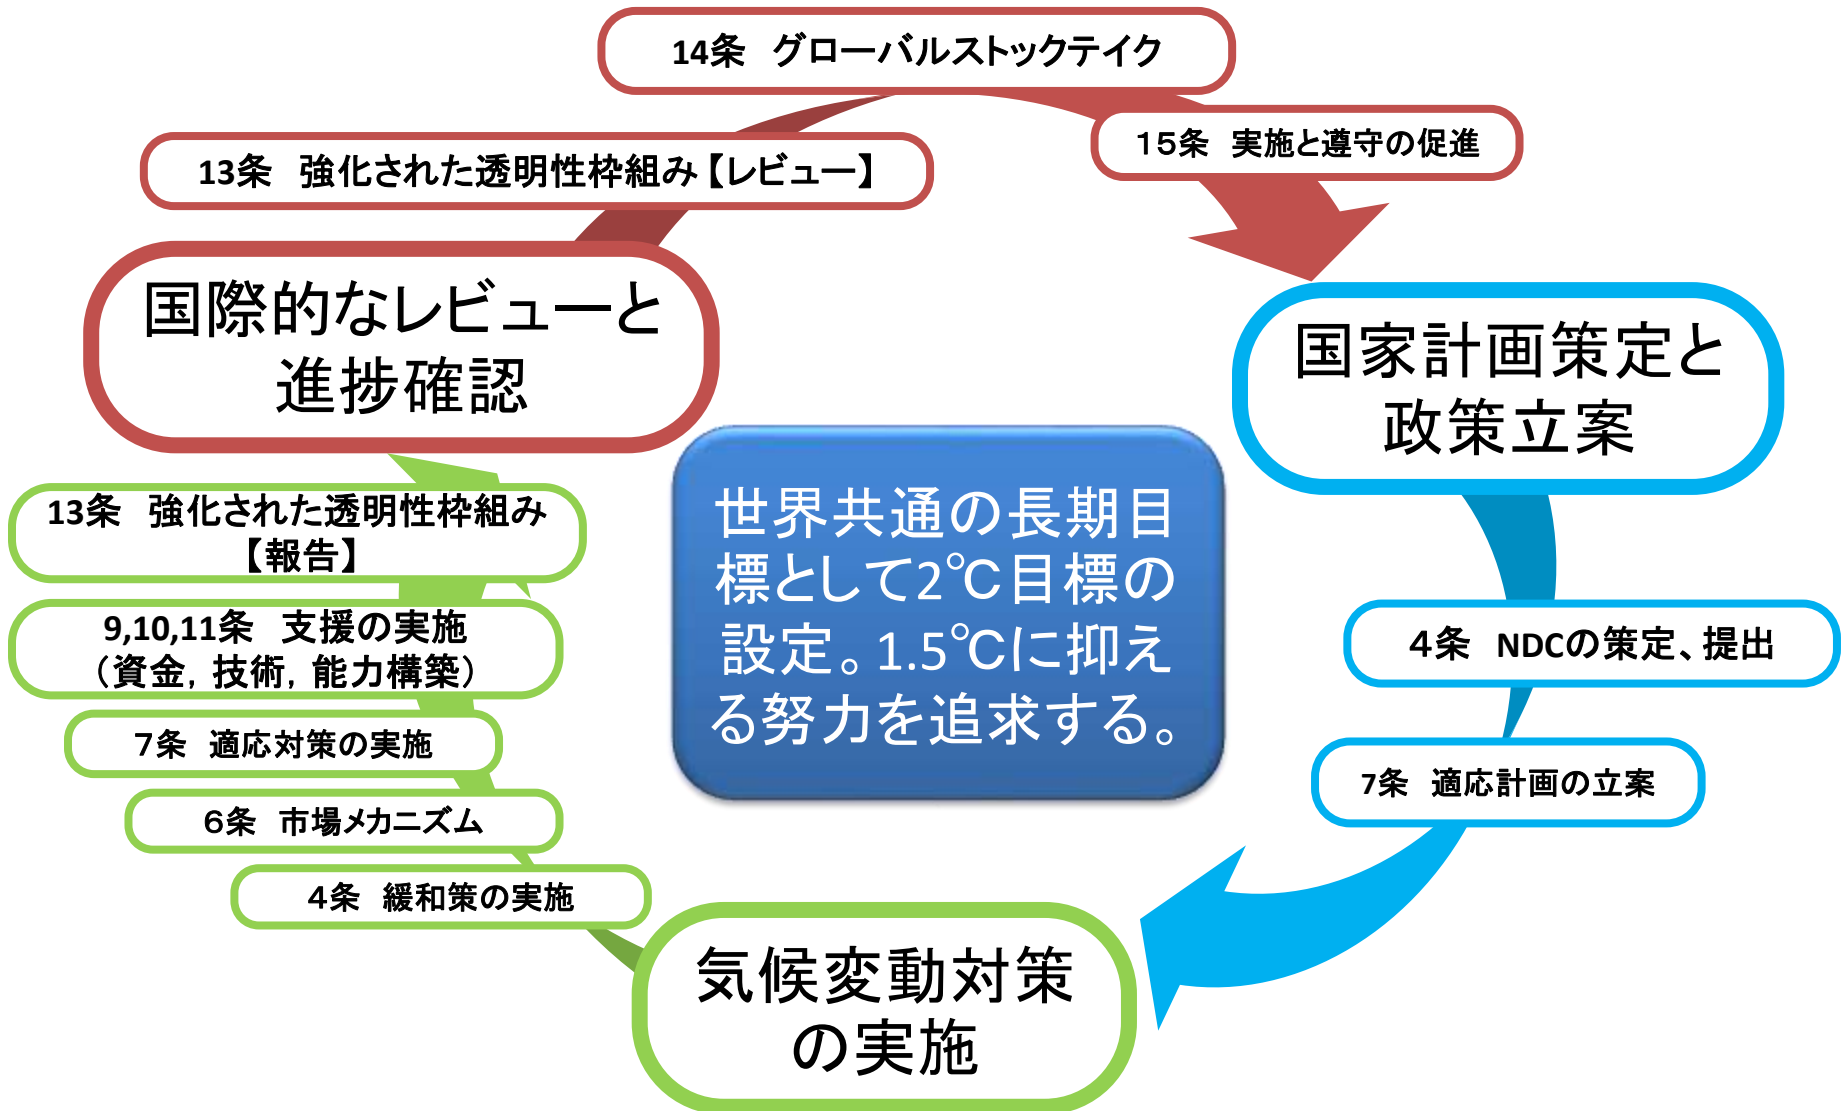 14条　グローバルストックテイク
15条　実施と遵守の促進
13条　強化された透明性枠組み【レビュー】
国際的なレビューと
進捗確認
国家計画策定と
政策立案
世界共通の長期目
標として2℃目標の
設定。1.5℃に抑え
る努力を追求する。
13条　強化された透明性枠組み
【報告】
9,10,11条　支援の実施
（資金，技術，能力構築）
7条　適応対策の実施
6条　市場メカニズム
4条　緩和策の実施
4条　NDCの策定、提出
7条　適応計画の立案
気候変動対策
の実施